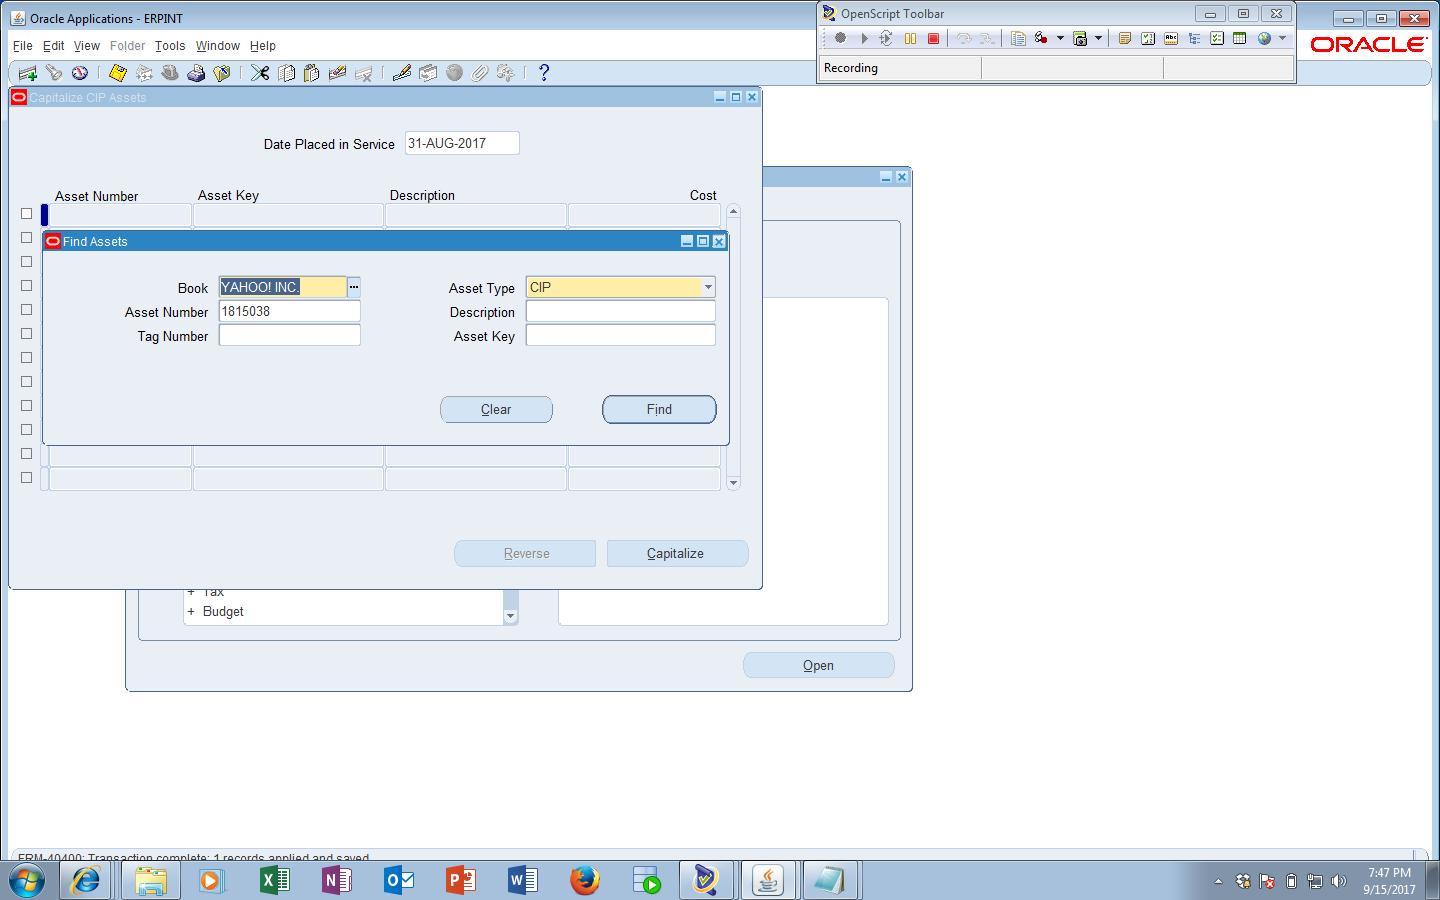 Oracle Applications - ERPINT
OpenScript Toolbar
File Edit View Folder Tools Window Help
ORACLE
Recording
Capitalize CIP Assets
Date Placed in Service 31-AUG-2017
Asset Number Asset Key Description Cost
Find Assets
Book YAHOO! INC. Asset Type CIP
Asset Number 1815038 Description
Tag Number Asset Key
Clear Find
Reverse Capitalize
+ Tax
+ Budget
Open
FRM-40400: Transaction complete: 1 records applied and saved.
7:47 PM
9/15/2017